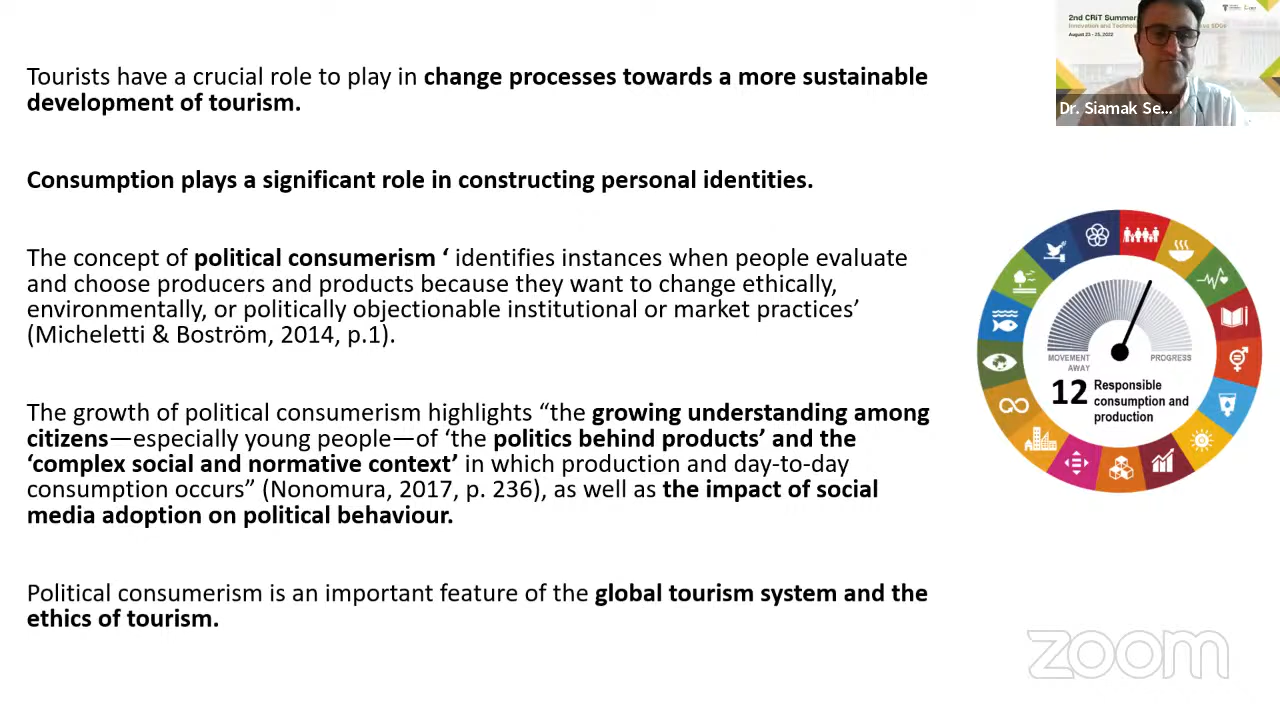 Tourists have a crucial role to play in change processes towards a more sustainable
development of tourism.
Consumption plays a significant role in constructing personal identities.
The concept of political consumerism ‘ identifies instances when people evaluate
and choose producers and products because they want to change ethically,
environmentally, or politically objectionable institutional or market practices’
(Micheletti & Boström, 2014, p.1).
The growth of political consumerism highlights “the growing understanding among
citizens—especially young people—of ‘the politics behind products’ and the
‘complex social and normative context’ in which production and day-to-day
consumption occurs” (Nonomura, 2017, p. 236), as well as the impact of social
media adoption on political behaviour.
Political consumerism is an important feature of the global tourism system and the
ethics of tourism.
2nd CRiT Summer
Innovation and
SDGs
August 23 - 25, 2022
Dr. Siamak Se...
MOVEMENT
AWAY
PROGRESS
12 Responsible
consumption and
production
zoom